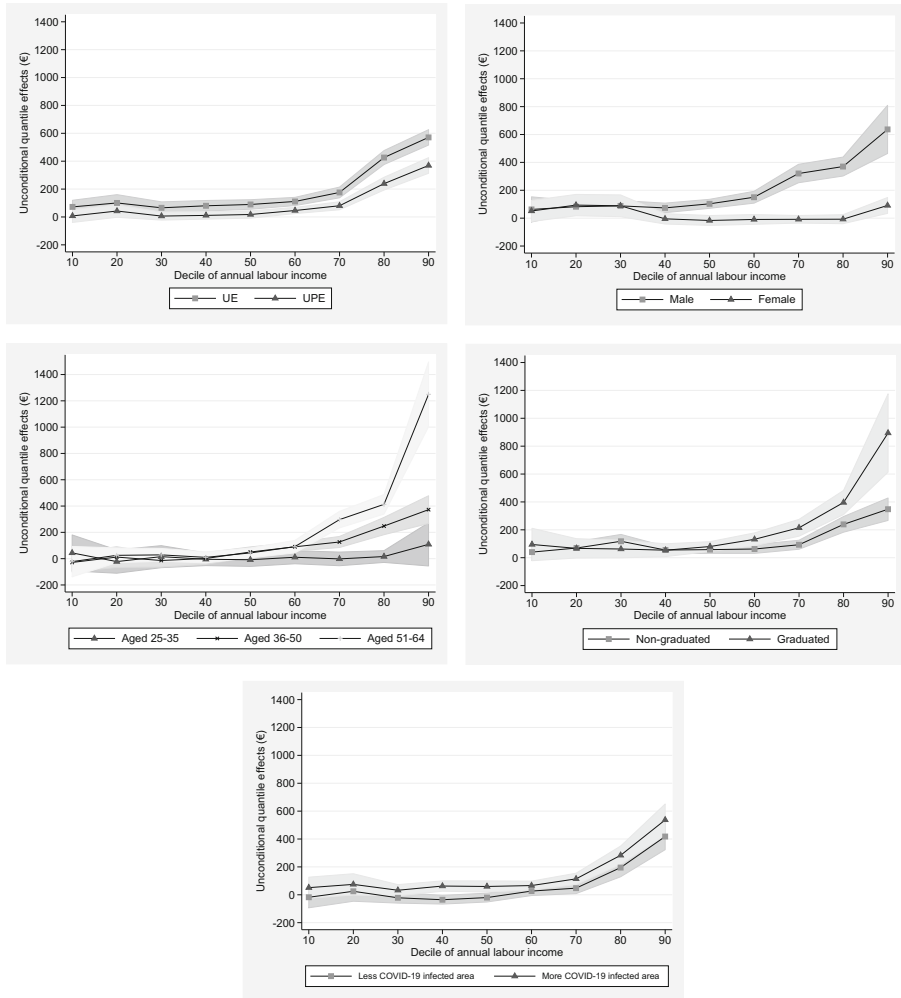 1400
1200
1000
800
600
400
200
0
-200
Unconditional quantile effects (€)
10 20 30 40 50 60 70 80 90
Decile of annual labour income
UE UPE
1400
1200
1000
800
600
400
200
0
-200
Unconditional quantile effects (€)
10 20 30 40 50 60 70 80 90
Decile of annual labour income
Male Female
1400
1200
1000
800
600
400
200
0
-200
Unconditional quantile effects (€)
10 20 30 40 50 60 70 80 90
Decile of annual labour income
Aged 25-35 Aged 36-50 Aged 51-64
1400
1200
1000
800
600
400
200
0
-200
Unconditional quantile effects (€)
10 20 30 40 50 60 70 80 90
Decile of annual labour income
Non-graduated Graduated
1400
1200
1000
800
600
400
200
0
-200
Unconditional quantile effects (€)
10 20 30 40 50 60 70 80 90
Decile of annual labour income
Less COVID-19 infected area More COVID-19 infected area